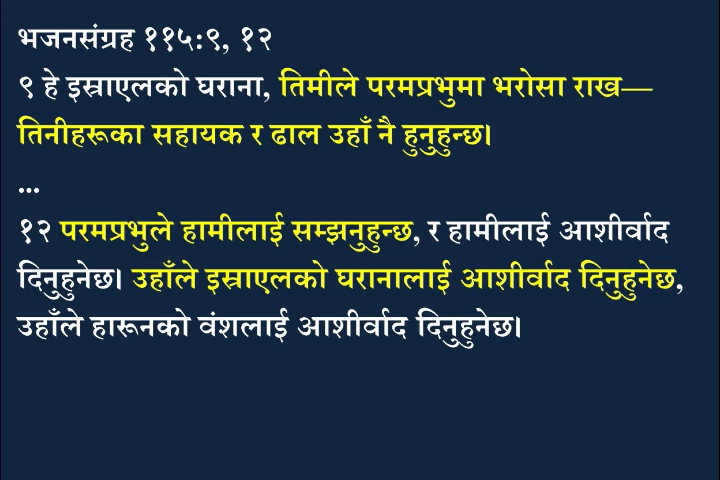 भजनसंग्रह ११५:९, १२
९ हे इस्राएलको घराना, तिमीले परमप्रभुमा भरोसा राख—
तिनीहरूका सहायक र ढाल उहाँ नै हुनुहुन्छ।
...
१२ परमप्रभुले हामीलाई सम्झनुहुन्छ, र हामीलाई आशीर्वाद
दिनुहुनेछ। उहाँले इस्राएलको घरानालाई आशीर्वाद दिनुहुनेछ,
उहाँले हारूनको वंशलाई आशीर्वाद दिनुहुनेछ।